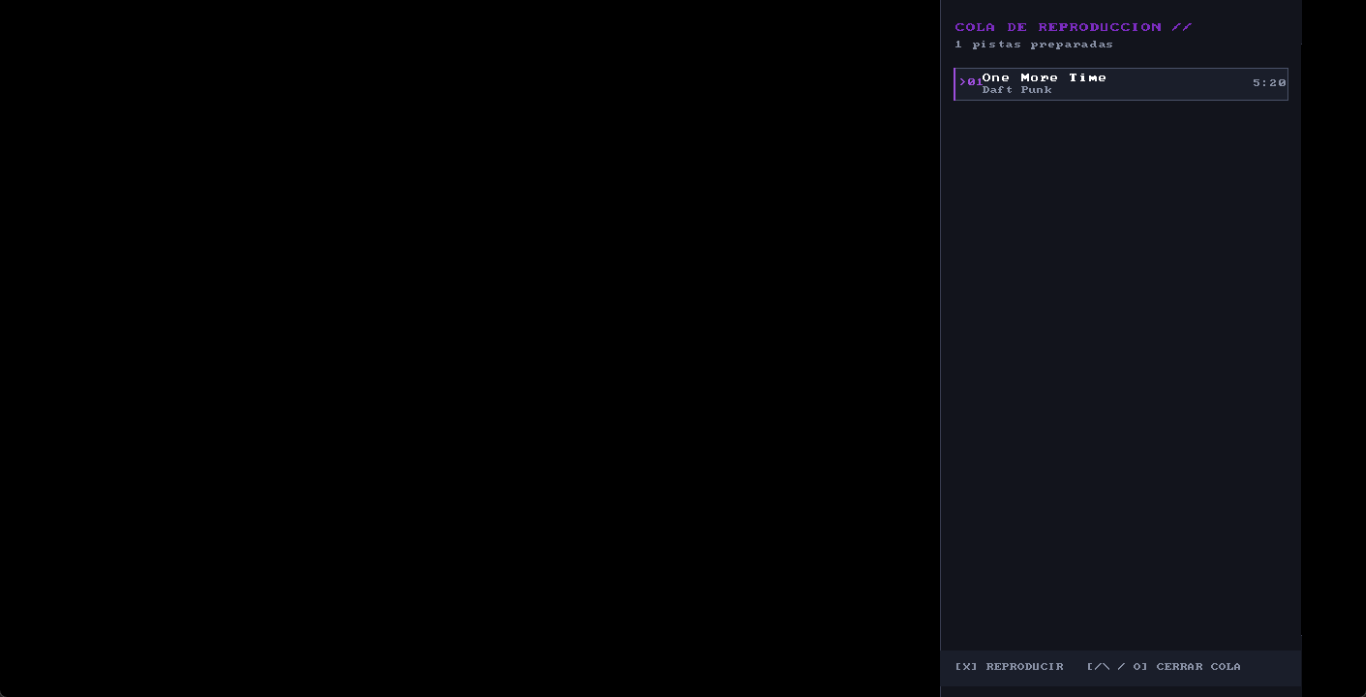 COLA DE REPRODUCCION //
1 pistas preparadas
>01 One More Time 5:20
Daft Punk
[X] REPRODUCIR [/\ / O] CERRAR COLA